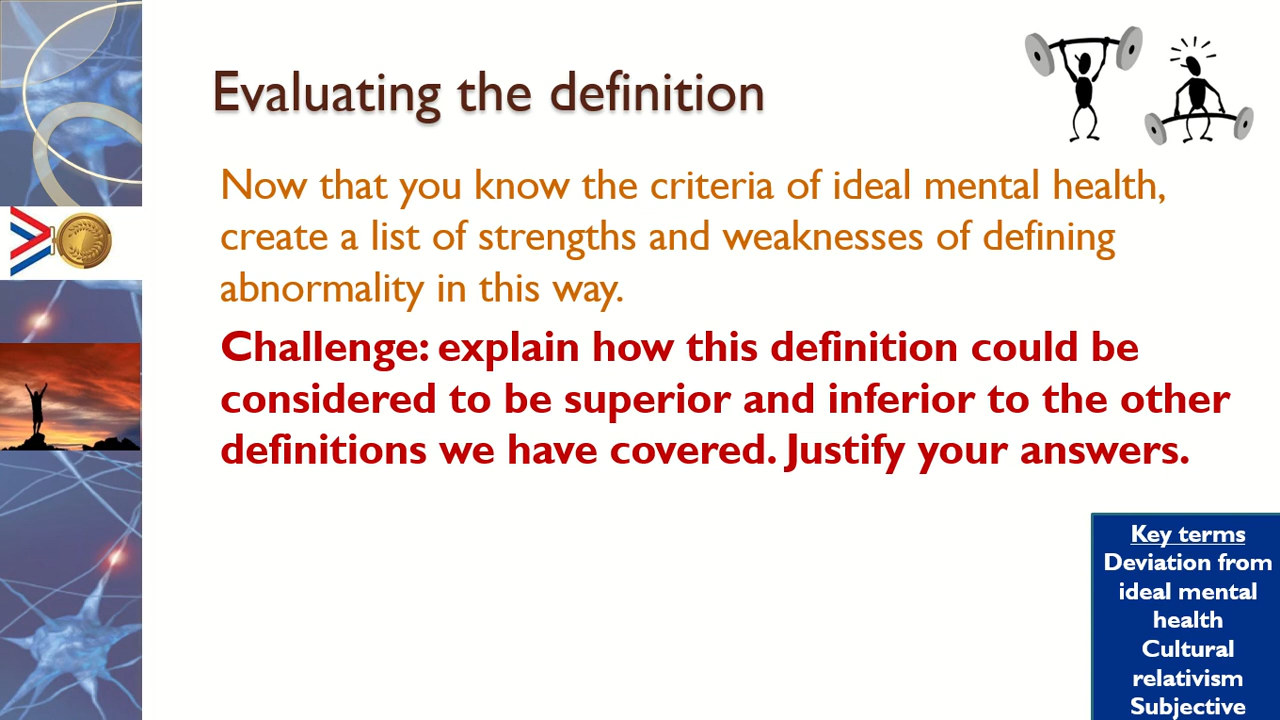 Evaluating the definition
Now that you know the criteria of ideal mental health,
create a list of strengths and weaknesses of defining
abnormality in this way.
Challenge: explain how this definition could be
considered to be superior and inferior to the other
definitions we have covered. Justify your answers.
Key terms
Deviation from
ideal mental
health
Cultural
relativism
Subjective